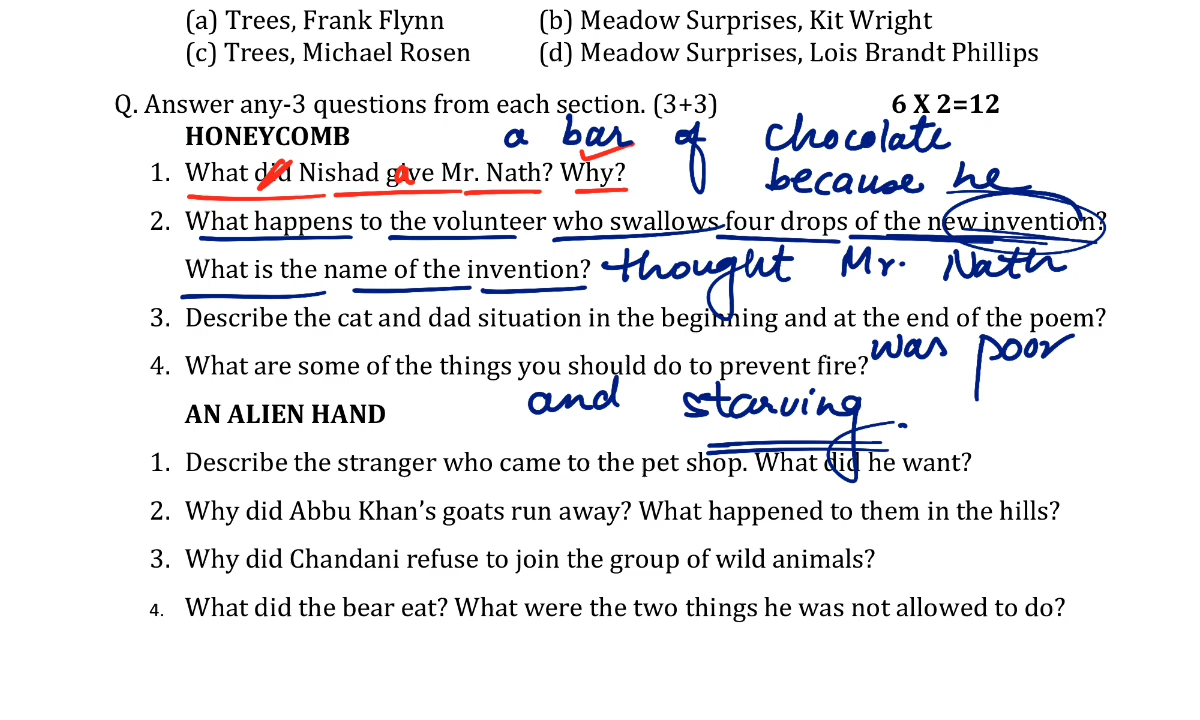 (a) Trees, Frank Flynn (b) Meadow Surprises, Kit Wright
(c) Trees, Michael Rosen (d) Meadow Surprises, Lois Brandt Phillips
Q. Answer any-3 questions from each section. (3+3) 6 X 2=12
HONEYCOMB
a bar of chocolate
1. What did Nishad gave Mr. Nath? Why?
because he
2. What happens to the volunteer who swallows four drops of the new invention?
What is the name of the invention?
thought Mr. Nath
3. Describe the cat and dad situation in the beginning and at the end of the poem?
was poor
4. What are some of the things you should do to prevent fire?
and starving.
AN ALIEN HAND
1. Describe the stranger who came to the pet shop. What did he want?
2. Why did Abbu Khan’s goats run away? What happened to them in the hills?
3. Why did Chandani refuse to join the group of wild animals?
4. What did the bear eat? What were the two things he was not allowed to do?